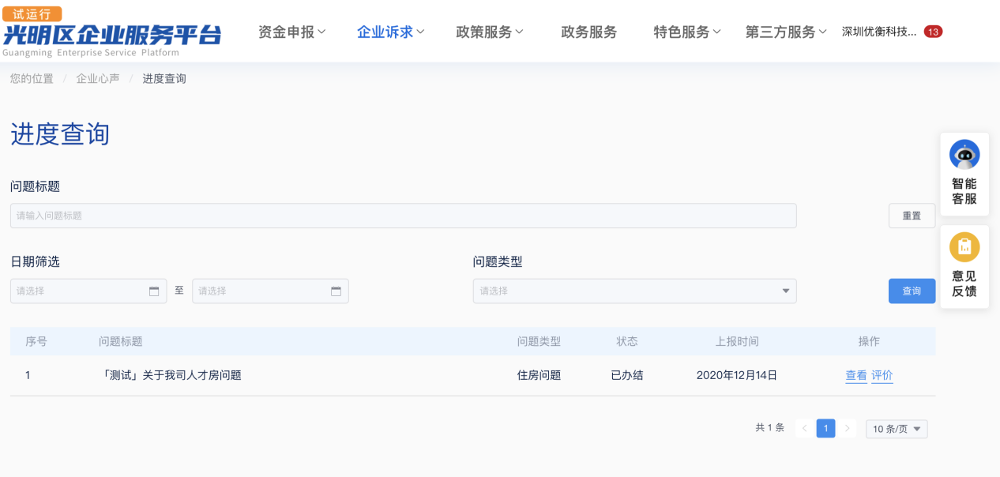 试运行
光明区企业服务平台
Guangming Enterprise Service Platform
资金申报 企业诉求 政策服务 政务服务 特色服务 第三方服务 深圳优衡科技... 13
您的位置 / 企业心声 / 进度查询
进度查询
问题标题
请输入问题标题
重置
日期筛选 问题类型
请选择 至 请选择 请选择 查询
智能
客服
意见
反馈
序号 问题标题 问题类型 状态 上报时间 操作
1 「测试」关于我司人才房问题 住房问题 已办结 2020年12月14日 查看 评价
共 1 条 < 1 > 10 条/页